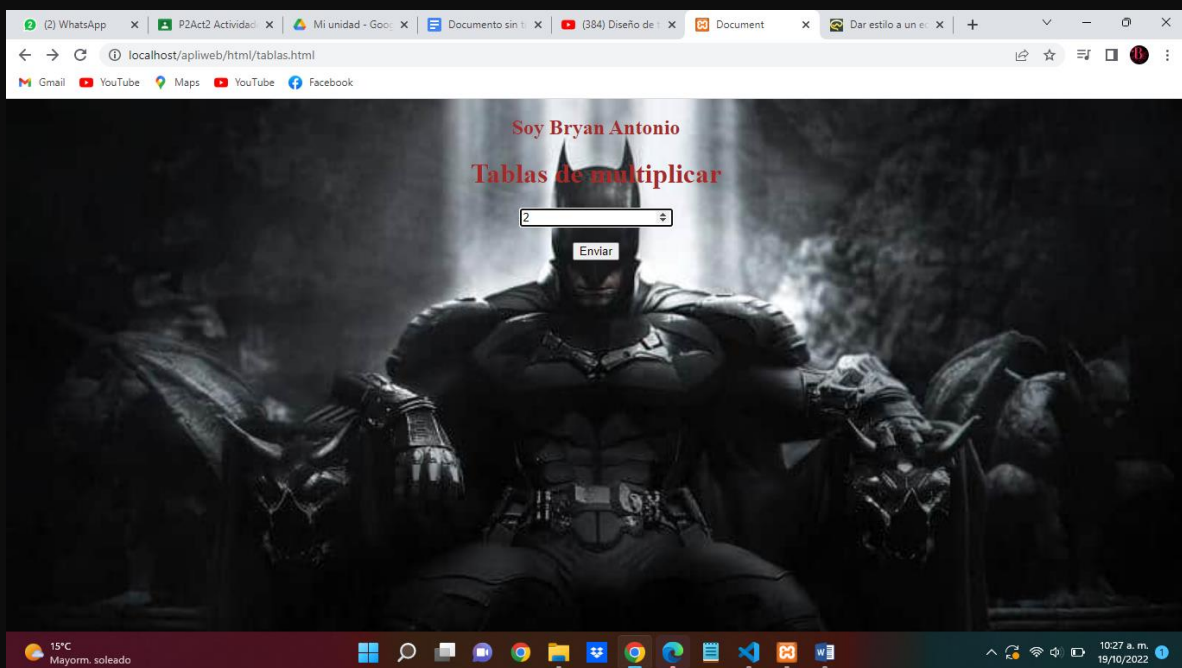 (2) WhatsApp
P2Act2 Actividad
Mi unidad - Goo
Documento sin t
(384) Diseño de t
Document
Dar estilo a un e
localhost/apliweb/html/tablas.html
Gmail
YouTube
Maps
YouTube
Facebook
Soy Bryan Antonio
Tablas de multiplicar
2
Enviar
15°C
Mayorm. soleado
10:27 a. m.
19/10/2022
1